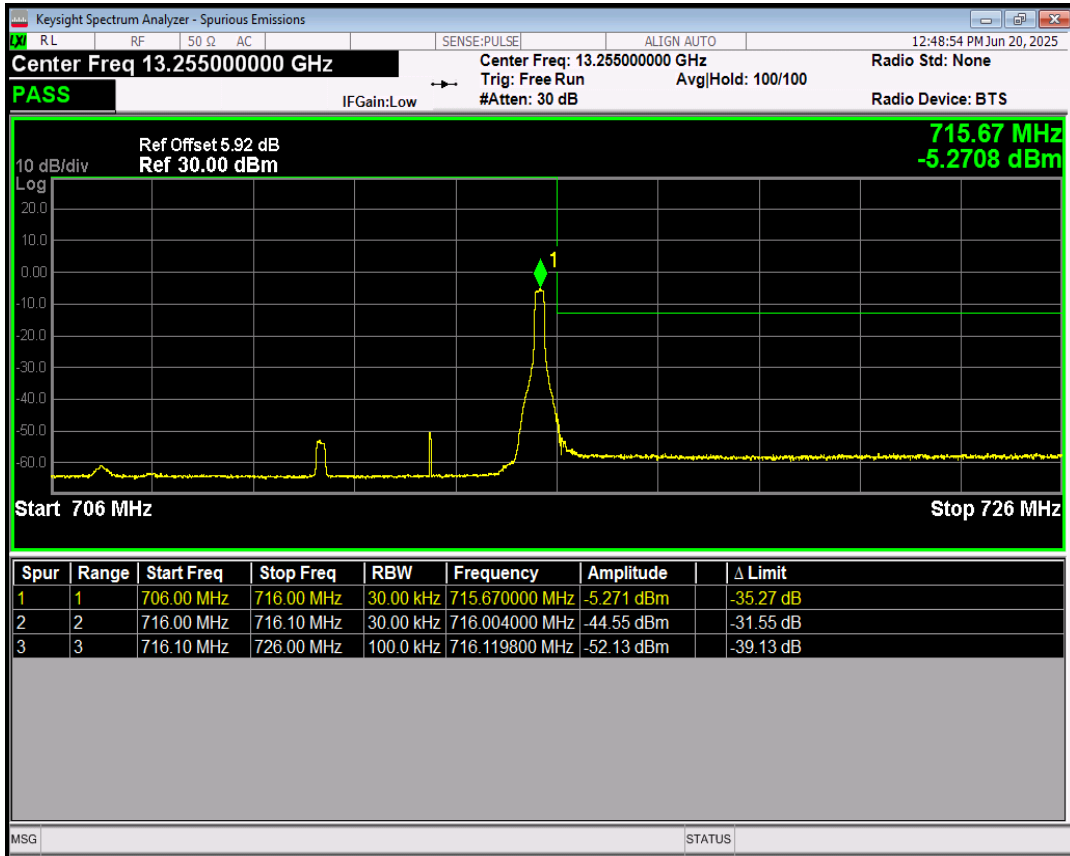 Keysight Spectrum Analyzer - Spurious Emissions
LXI RL RF 50 Ω AC SENSE:PULSE ALIGN AUTO 12:48:54 PM Jun 20, 2025
Center Freq 13.255000000 GHz Center Freq: 13.255000000 GHz Radio Std: None
Trig: Free Run Avg|Hold: 100/100
PASS IFGain:Low #Atten: 30 dB Radio Device: BTS
715.67 MHz
-5.2708 dBm
Ref Offset 5.92 dB
10 dB/div Ref 30.00 dBm
Log
20.0
10.0
1
0.00
-10.0
-20.0
-30.0
-40.0
-50.0
-60.0
Start 706 MHz Stop 726 MHz
Spur Range Start Freq Stop Freq RBW Frequency Amplitude Δ Limit
1 1 706.00 MHz 716.00 MHz 30.00 kHz 715.670000 MHz -5.271 dBm -35.27 dB
2 2 716.00 MHz 716.10 MHz 30.00 kHz 716.004000 MHz -44.55 dBm -31.55 dB
3 3 716.10 MHz 726.00 MHz 100.0 kHz 716.119800 MHz -52.13 dBm -39.13 dB
MSG STATUS